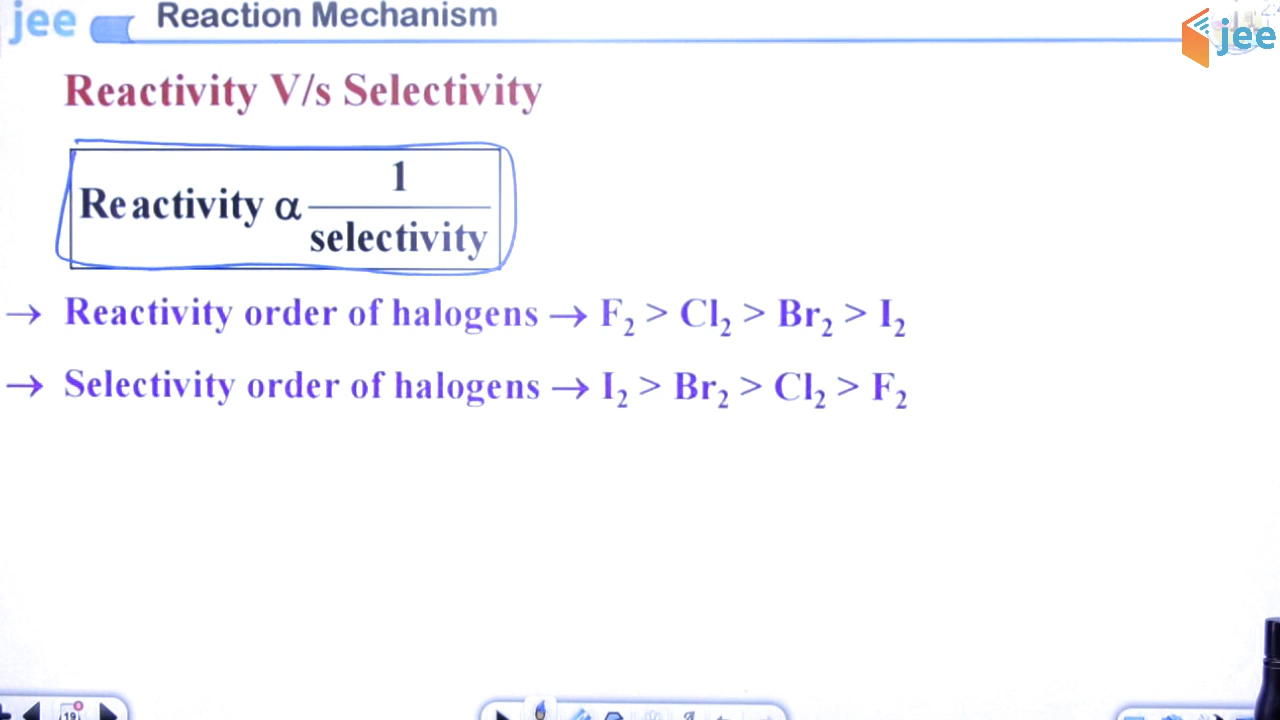 jee Reaction Mechanism
jee
Reactivity V/s Selectivity
Reactivity α 1/selectivity
→ Reactivity order of halogens → F₂ > Cl₂ > Br₂ > I₂
→ Selectivity order of halogens → I₂ > Br₂ > Cl₂ > F₂
19